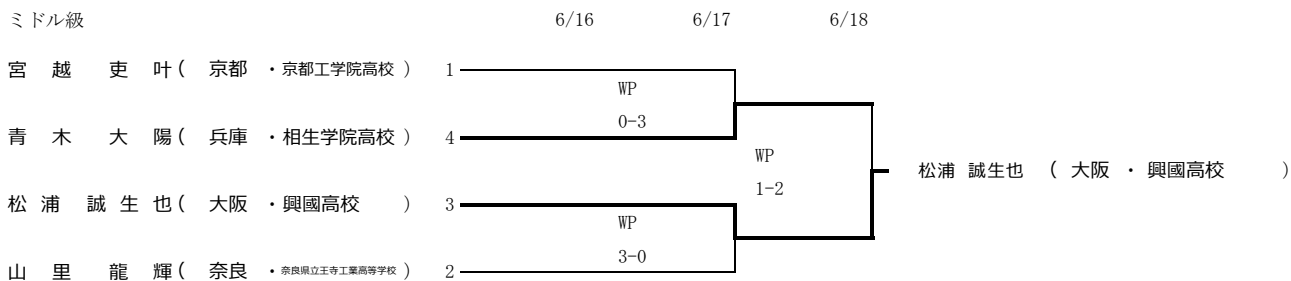 ミドル級 6/16 6/17 6/18
宮 越 吏 叶 ( 京都 ・京都工学院高校 ) 1
WP
0-3
青 木 大 陽 ( 兵庫 ・相生学院高校 ) 4
WP
1-2
松浦 誠生也 ( 大阪 ・ 興國高校 )
松 浦 誠 生 也 ( 大阪 ・興國高校 ) 3
WP
3-0
山 里 龍 輝 ( 奈良 ・奈良県立王寺工業高等学校 ) 2